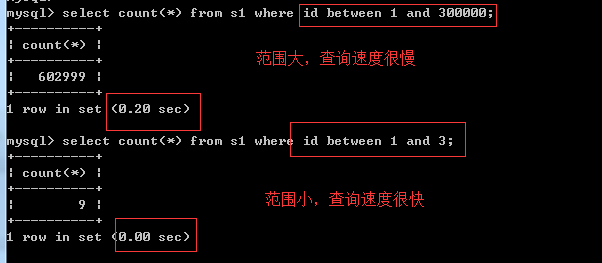 mysql> select count(*) from s1 where id between 1 and 300000;
+----------+
| count(*) |
+----------+
|   602999 |
+----------+
1 row in set (0.20 sec)
范围大，查询速度很慢
mysql> select count(*) from s1 where id between 1 and 3;
+----------+
| count(*) |
+----------+
|        9 |
+----------+
1 row in set (0.00 sec)
范围小，查询速度很快